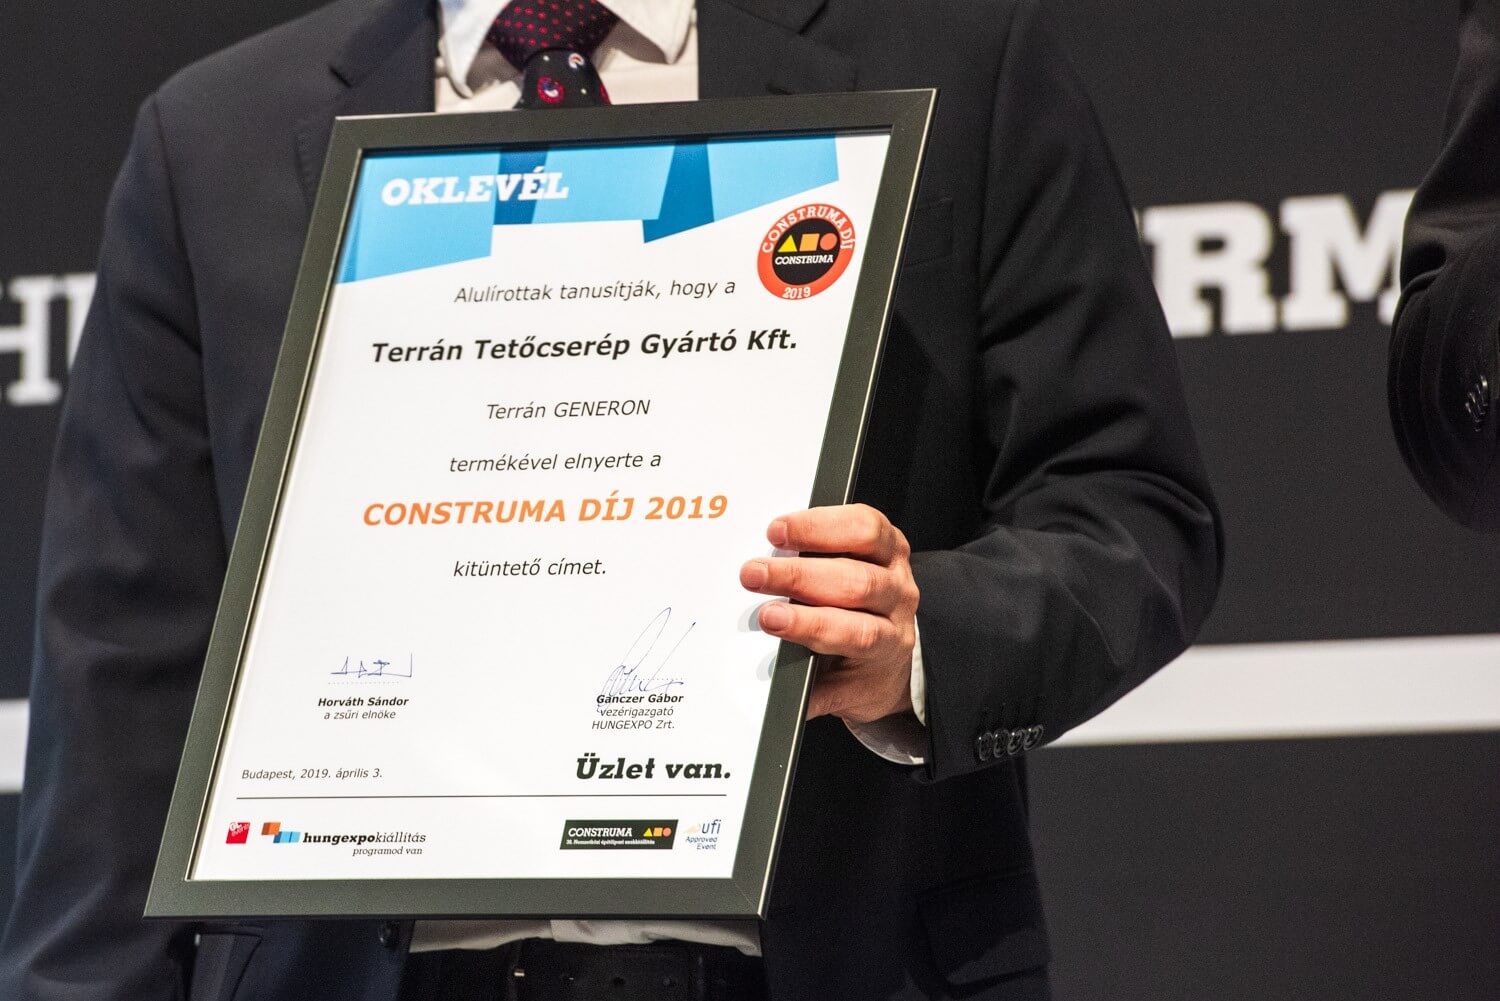 OKLEVÉL
CONSTRUMA DÍJ
CONSTRUMA
2019
Alulírottak tanusítják, hogy a
Terrán Tetőcserép Gyártó Kft.
Terrán GENERON
termékével elnyerte a
CONSTRUMA DÍJ 2019
kitüntető címet.
Horváth Sándor
a zsűri elnöke
Ganczer Gábor
vezérigazgató
HUNGEXPO Zrt.
Budapest, 2019. április 3.
Üzlet van.
hungexpokiállítás
programod van
CONSTRUMA
ufi
Approved
Event
RM